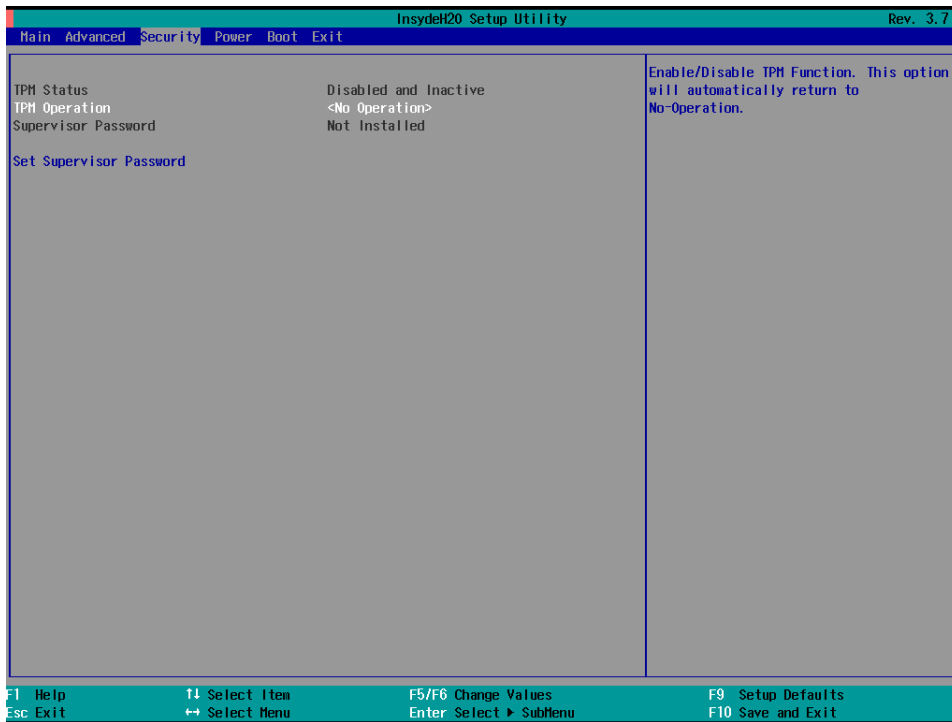 InsydeH2O Setup Utility Rev. 3.7
Main Advanced Security Power Boot Exit
TPM Status Disabled and Inactive
TPM Operation <No Operation>
Supervisor Password Not Installed
Set Supervisor Password
Enable/Disable TPM Function. This option
will automatically return to
No-Operation.
F1 Help ↑↓ Select Item F5/F6 Change Values F9 Setup Defaults
Esc Exit ↔ Select Menu Enter Select ▶ SubMenu F10 Save and Exit